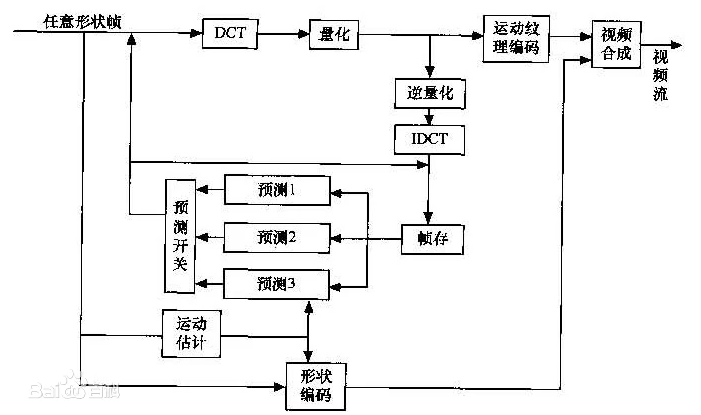 任意形状帧
DCT
量化
运动纹
理编码
视频
合成
视
频
流
逆量化
IDCT
预测1
预测2
预测3
预
测
开
关
帧存
运动
估计
形状
编码
Bai百科